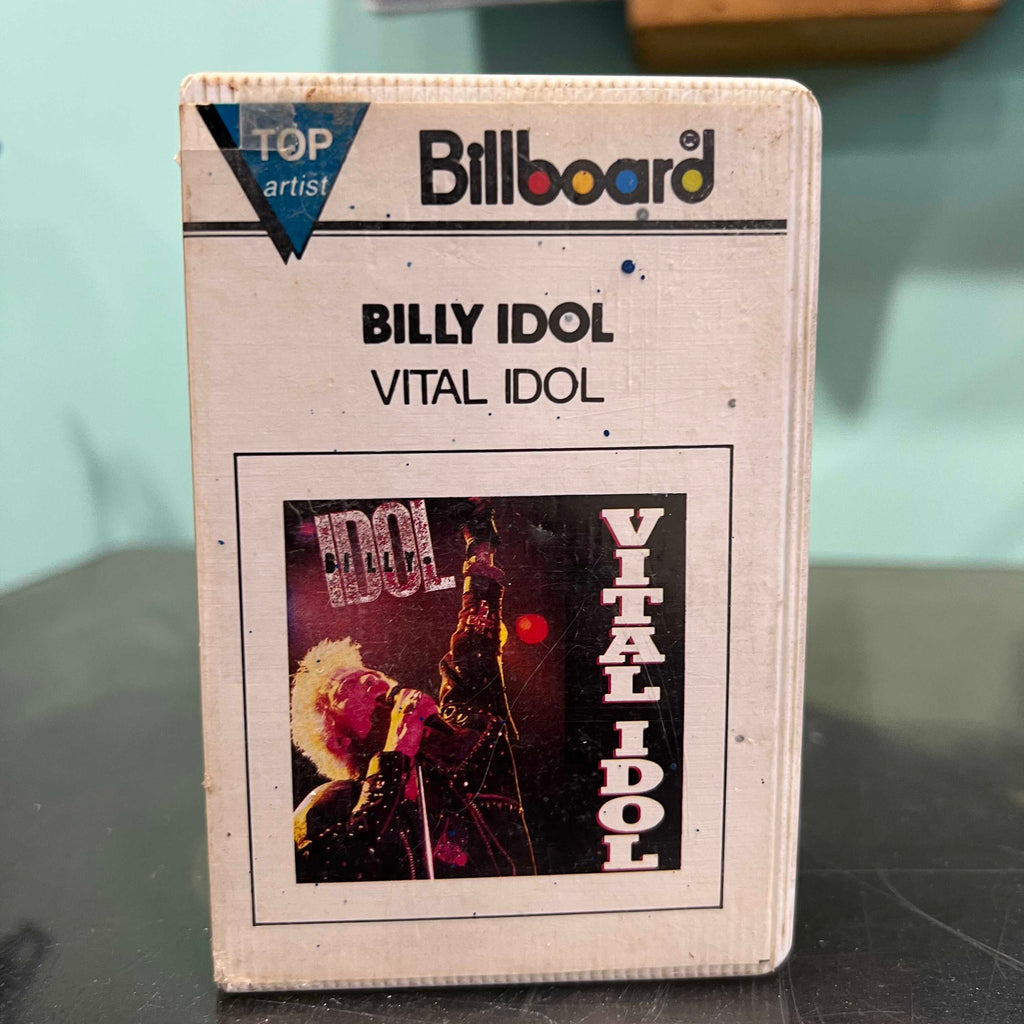 TOP
artist
Billboard®
BILLY IDOL
VITAL IDOL
IDOL
BILLY
VITAL IDOL